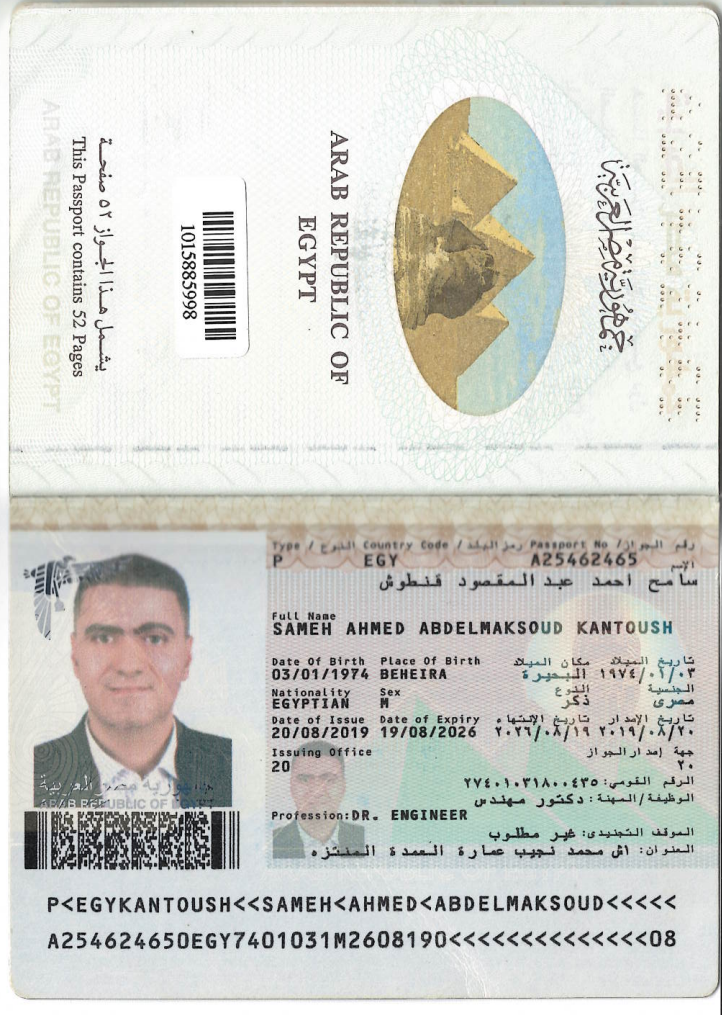 جمهورية مصر العربية
ARAB REPUBLIC OF
EGYPT
1015885998
يشمل هذا الجواز ٥٢ صفحة
This Passport contains 52 Pages
ARAB REPUBLIC OF EGYPT
Type / النوع Country Code / رمز البلد Passport No / رقم الجواز
P EGY A25462465
الإسم
سامح احمد عبد المقصود قنطوش
Full Name
SAMEH AHMED ABDELMAKSOUD KANTOUSH
Date Of Birth Place Of Birth مكان الميلاد تاريخ الميلاد
03/01/1974 BEHEIRA البحيرة ١٩٧٤/٠١/٠٣
Nationality Sex النوع الجنسية
EGYPTIAN M ذكر مصرى
Date of Issue Date of Expiry تاريخ الإنتهاء تاريخ الإصدار
20/08/2019 19/08/2026 ٢٠٢٦/٠٨/١٩ ٢٠١٩/٠٨/٢٠
Issuing Office جهة إصدار الجواز
20 ٢٠
الرقم القومي: ٢٧٤٠١٠٣١٨٠٠٤٣٥
الوظيفة/المهنة: دكتور مهندس
Profession: DR. ENGINEER
الموقف التجنيدى: غير مطلوب
العنوان: اش محمد نجيب عمارة العمدة المنتزه
جمهورية مصر العربية
ARAB REPUBLIC OF EGYPT
P<EGYKANTOUSH<<SAMEH<AHMED<ABDELMAKSOUD<<<<<
A254624650EGY7401031M2608190<<<<<<<<<<<<<<08